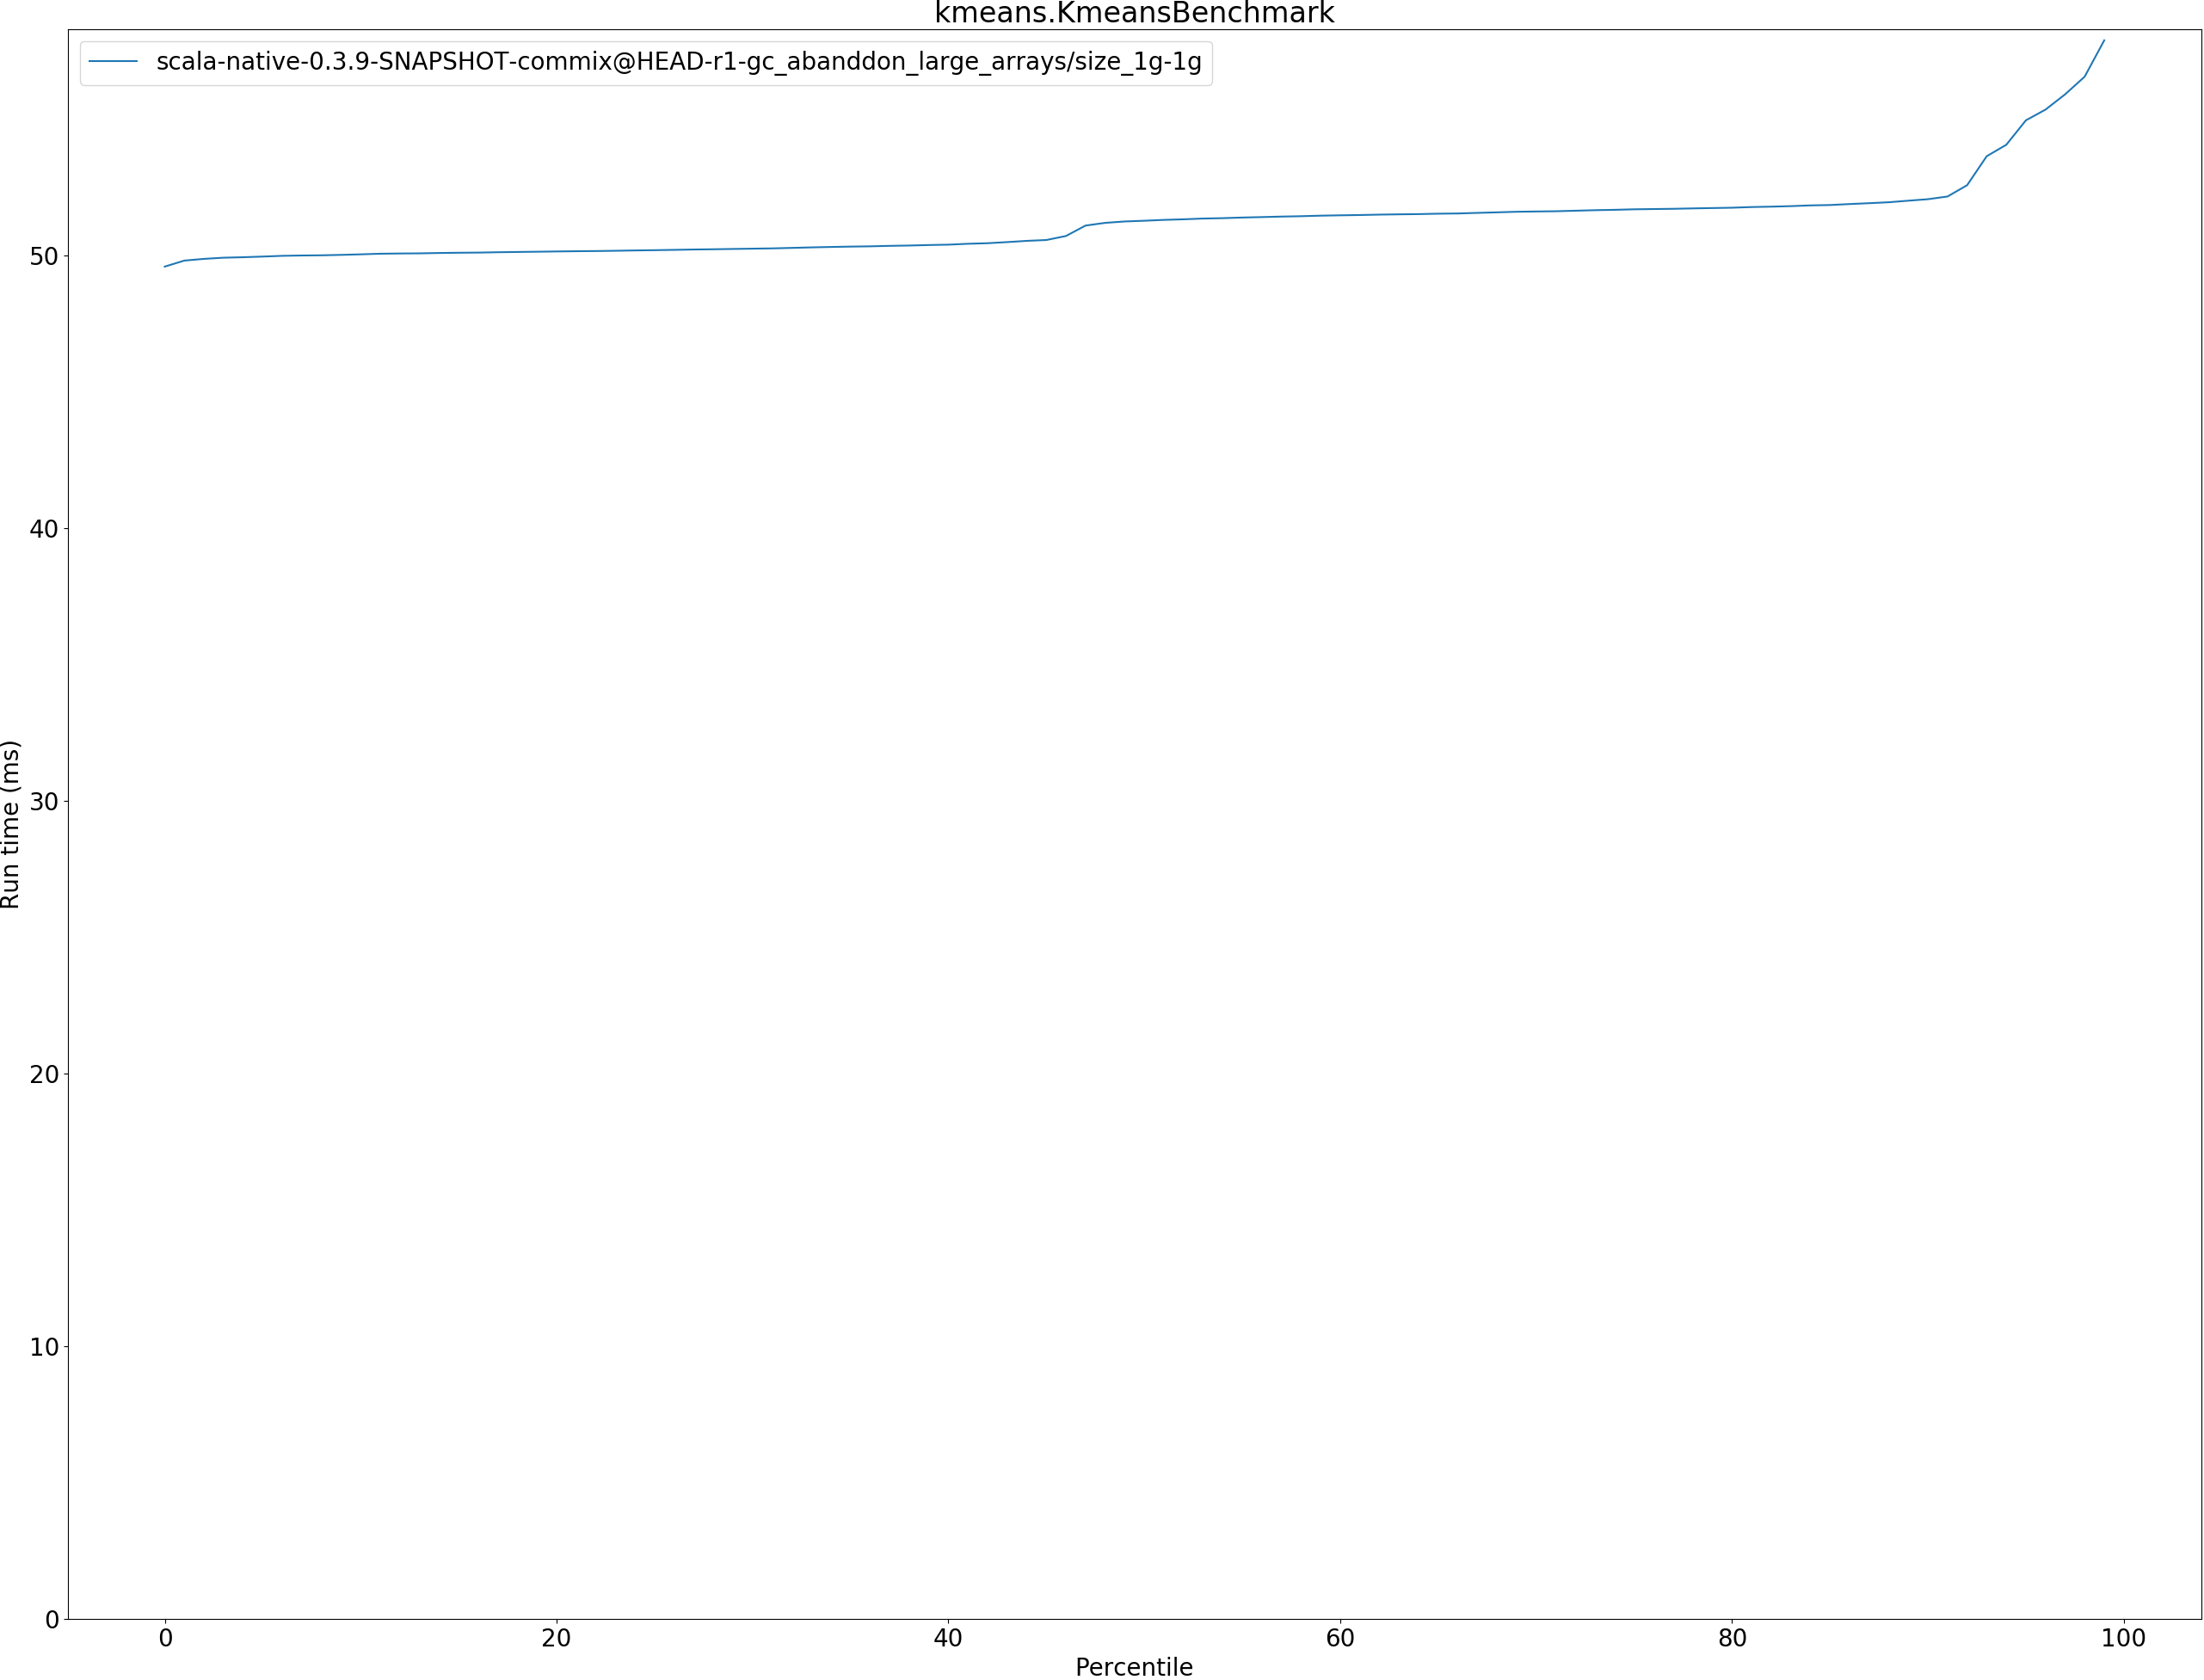 kmeans.KmeansBenchmark
scala-native-0.3.9-SNAPSHOT-commix@HEAD-r1-gc_abanddon_large_arrays/size_1g-1g
Run time (ms)
50
40
30
20
10
0
0 20 40 60 80 100
Percentile